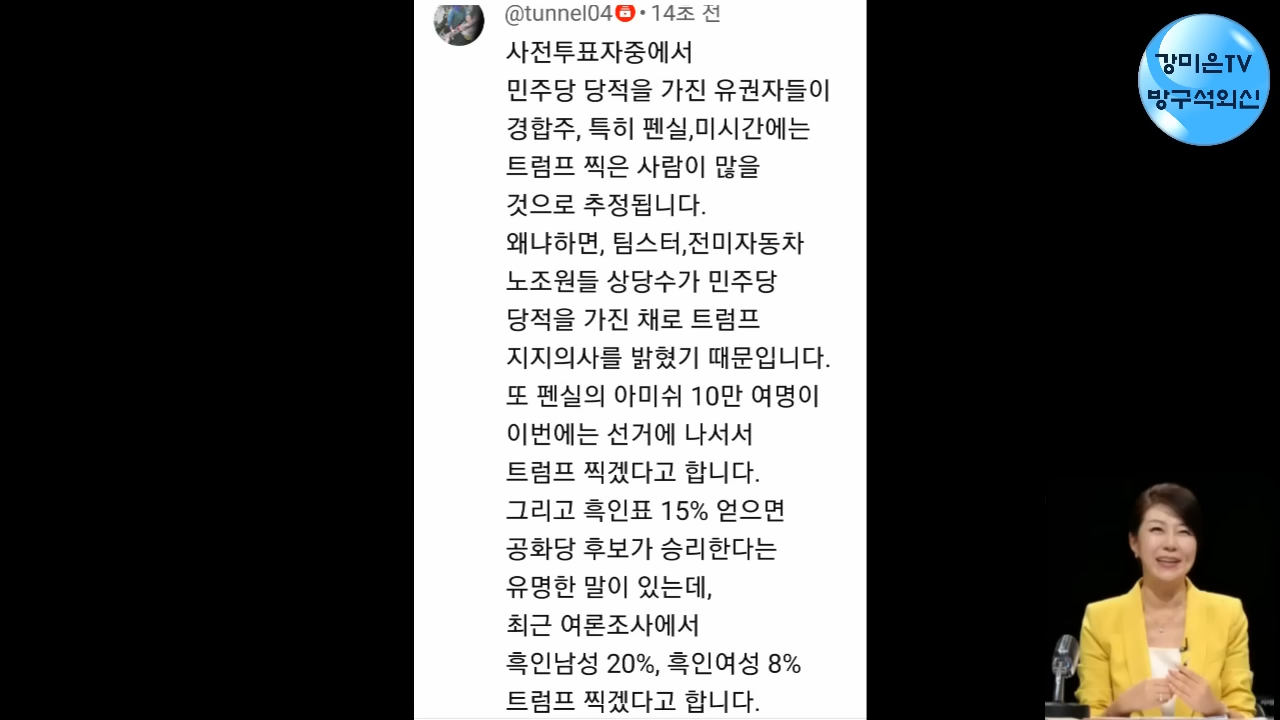 @tunnel04 • 14초 전
사전투표자중에서
민주당 당적을 가진 유권자들이
경합주, 특히 펜실,미시간에는
트럼프 찍은 사람이 많을
것으로 추정됩니다.
왜냐하면, 팀스터,전미자동차
노조원들 상당수가 민주당
당적을 가진 채로 트럼프
지지의사를 밝혔기 때문입니다.
또 펜실의 아미쉬 10만 여명이
이번에는 선거에 나서서
트럼프 찍겠다고 합니다.
그리고 흑인표 15% 얻으면
공화당 후보가 승리한다는
유명한 말이 있는데,
최근 여론조사에서
흑인남성 20%, 흑인여성 8%
트럼프 찍겠다고 합니다.
강미은TV
방구석외신